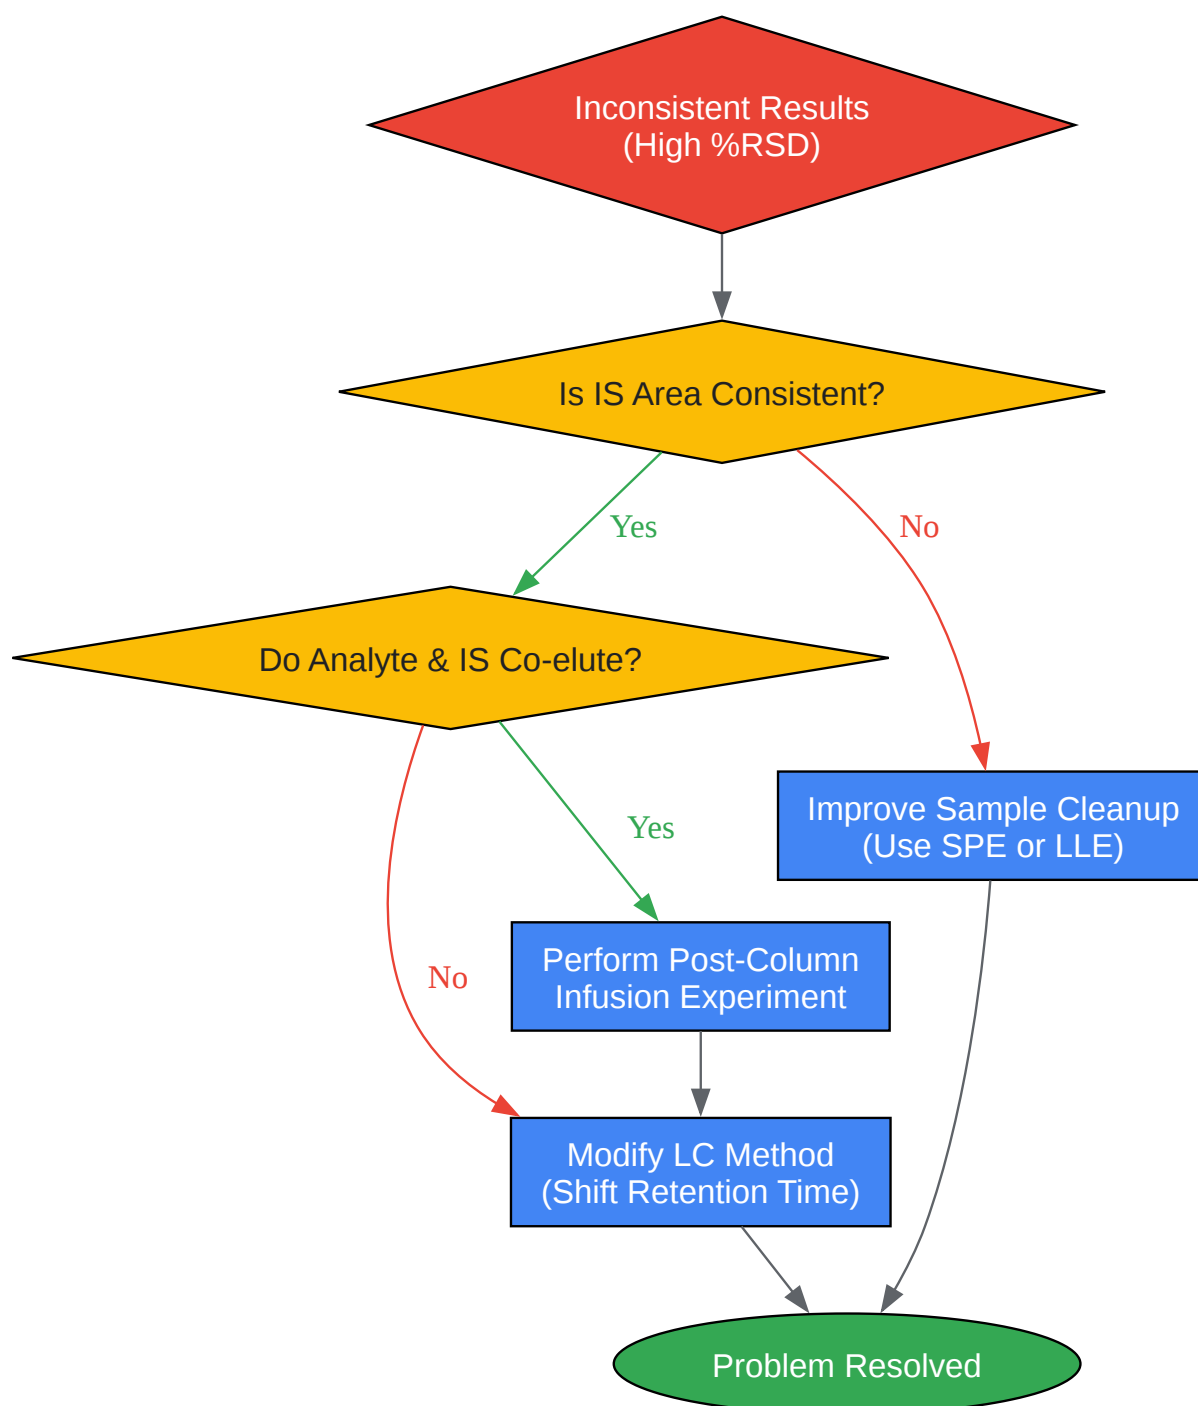 Inconsistent Results
(High %RSD)
Is IS Area Consistent?
Yes
No
Do Analyte & IS Co-elute?
Improve Sample Cleanup
(Use SPE or LLE)
Yes
Perform Post-Column
Infusion Experiment
No
Modify LC Method
(Shift Retention Time)
Problem Resolved